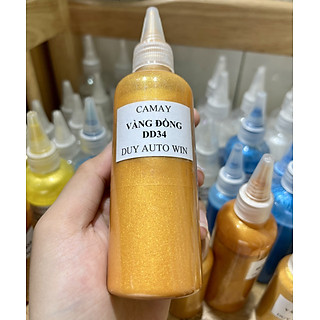 CAMAY
VÀNG ĐỒNG
DD34
DUY AUTO WIN